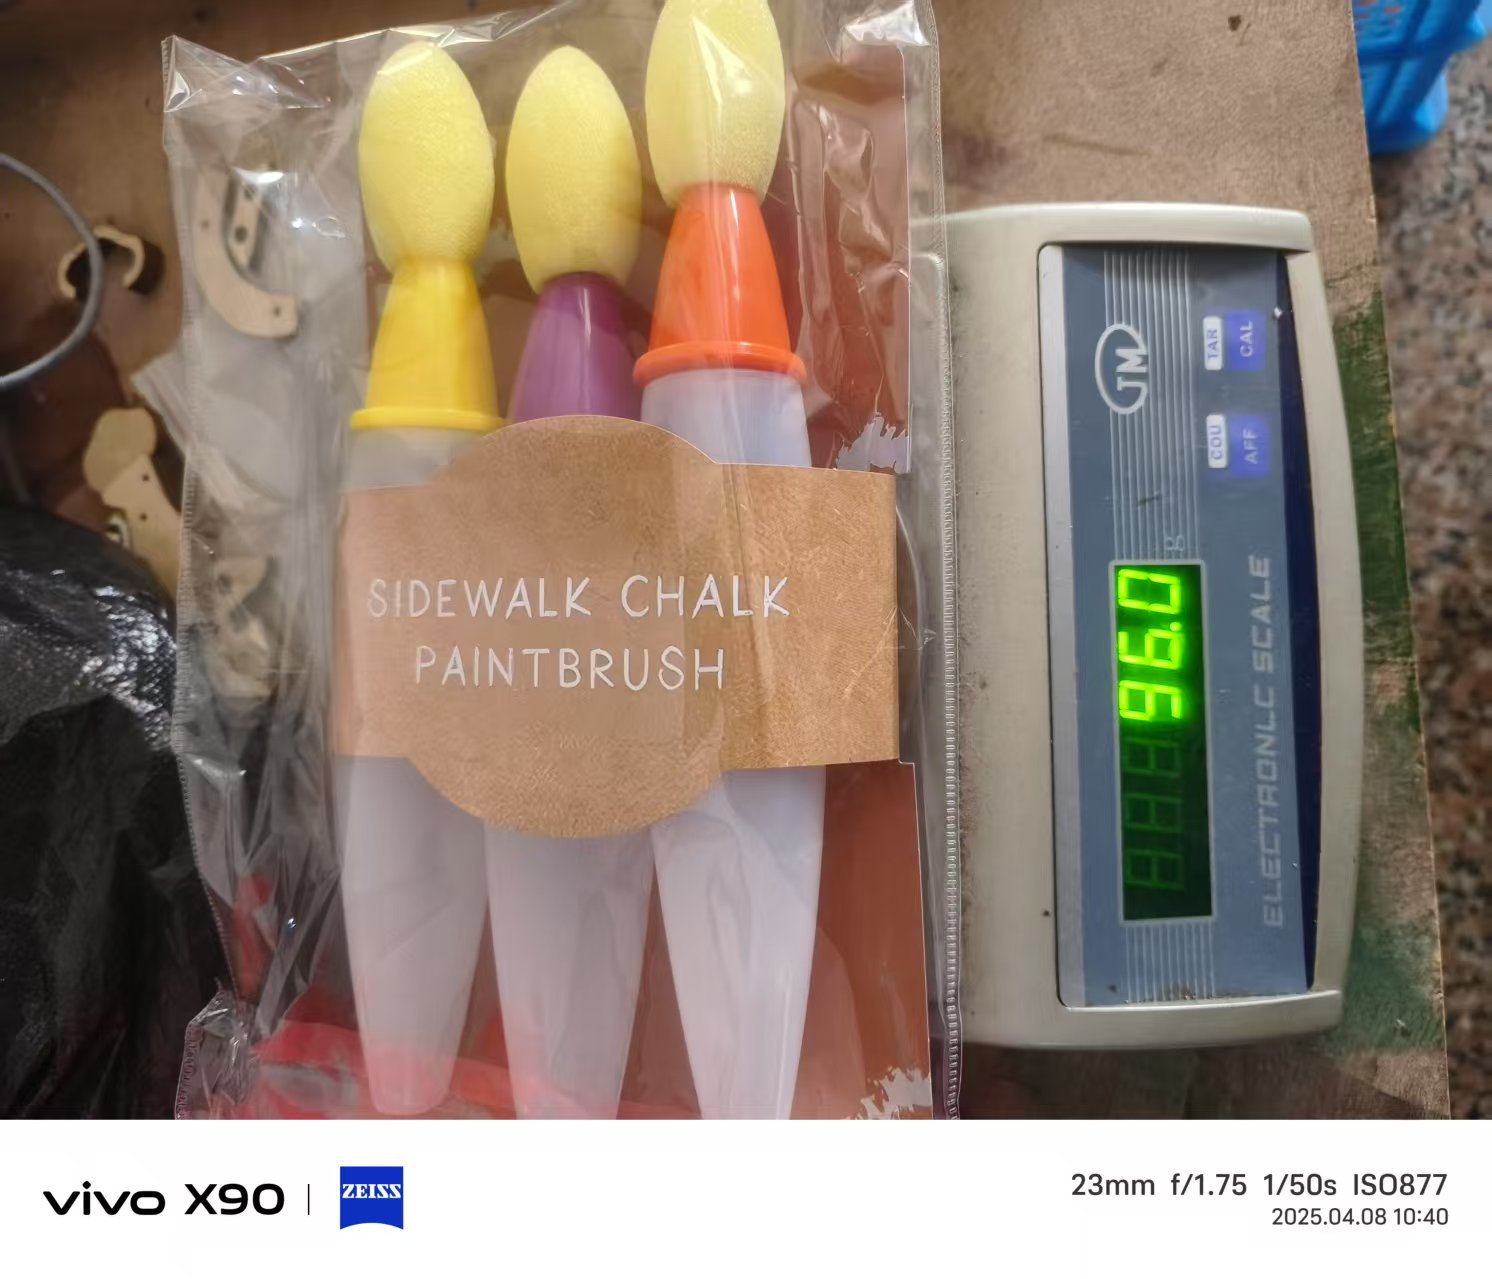 SIDEWALK CHALK
PAINTBRUSH
JM
TAR
CAL
COU
AFF
g
96.0
ELECTRONLC SCALE
vivo X90
ZEISS
23mm f/1.75 1/50s ISO877
2025.04.08 10:40